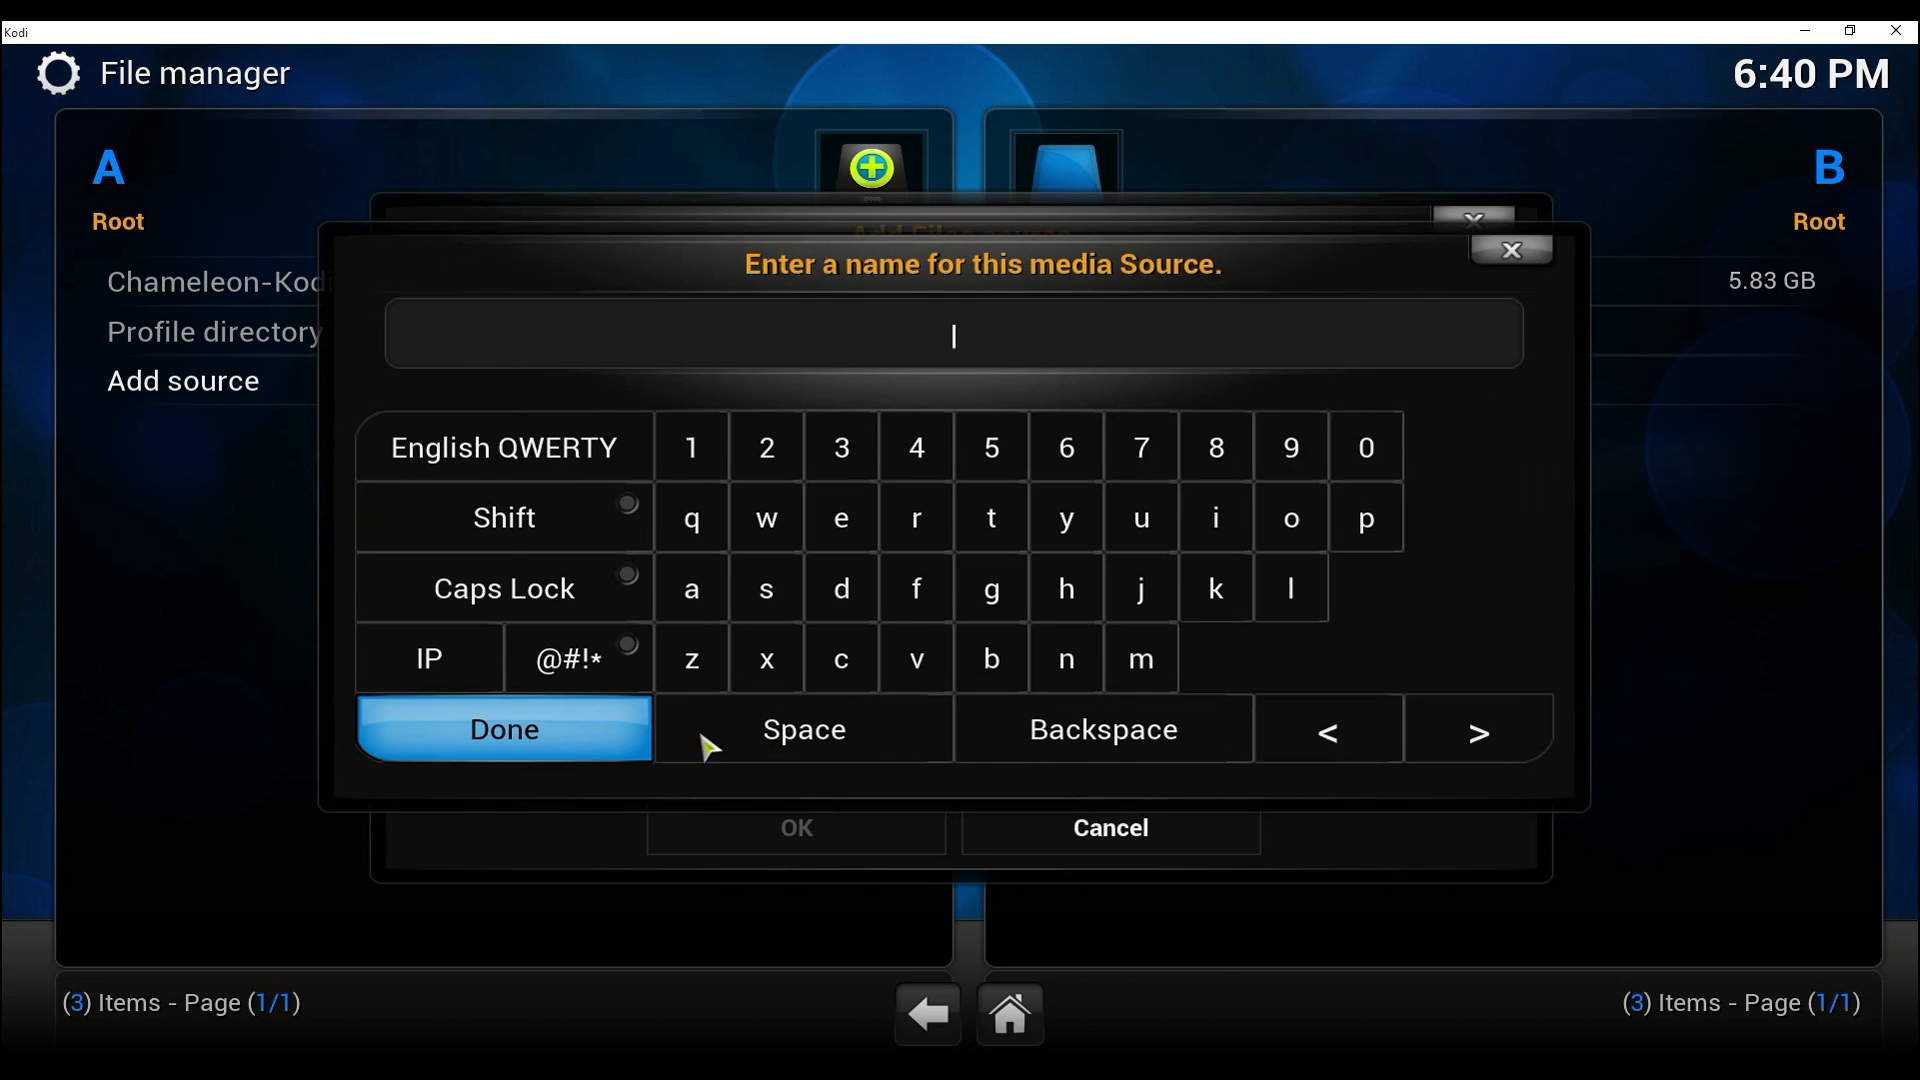 Kodi
File manager
6:40 PM
A
B
Root
Root
Enter a name for this media Source.
Chameleon-Kodi
5.83 GB
Profile directory
Add source
English QWERTY 1 2 3 4 5 6 7 8 9 0
Shift q w e r t y u i o p
Caps Lock a s d f g h j k l
IP @#!* z x c v b n m
Done Space Backspace < >
OK Cancel
(3) Items - Page (1/1)
(3) Items - Page (1/1)